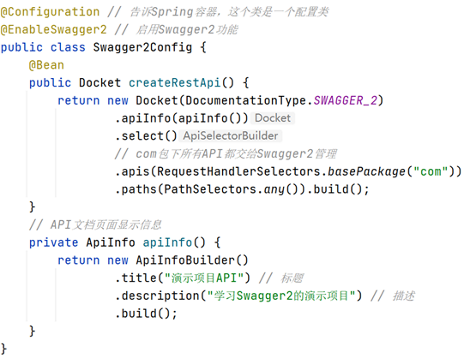 @Configuration // 告诉Spring容器，这个类是一个配置类
@EnableSwagger2 // 启用Swagger2功能
public class Swagger2Config {
    @Bean
    public Docket createRestApi() {
        return new Docket(DocumentationType.SWAGGER_2)
                .apiInfo(apiInfo()) Docket
                .select() ApiSelectorBuilder
                // com包下所有API都交给Swagger2管理
                .apis(RequestHandlerSelectors.basePackage("com"))
                .paths(PathSelectors.any()).build();
    }
    // API文档页面显示信息
    private ApiInfo apiInfo() {
        return new ApiInfoBuilder()
                .title("演示项目API") // 标题
                .description("学习Swagger2的演示项目") // 描述
                .build();
    }
}